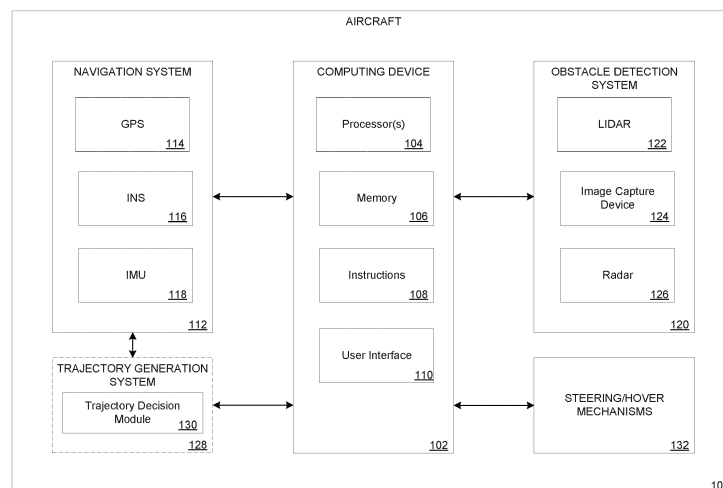 AIRCRAFT
NAVIGATION SYSTEM
GPS
114
INS
116
IMU
118
112
TRAJECTORY GENERATION
SYSTEM
Trajectory Decision
Module
130
128
COMPUTING DEVICE
Processor(s)
104
Memory
106
Instructions
108
User Interface
110
102
OBSTACLE DETECTION
SYSTEM
LIDAR
122
Image Capture
Device
124
Radar
126
120
STEERING/HOVER
MECHANISMS
132